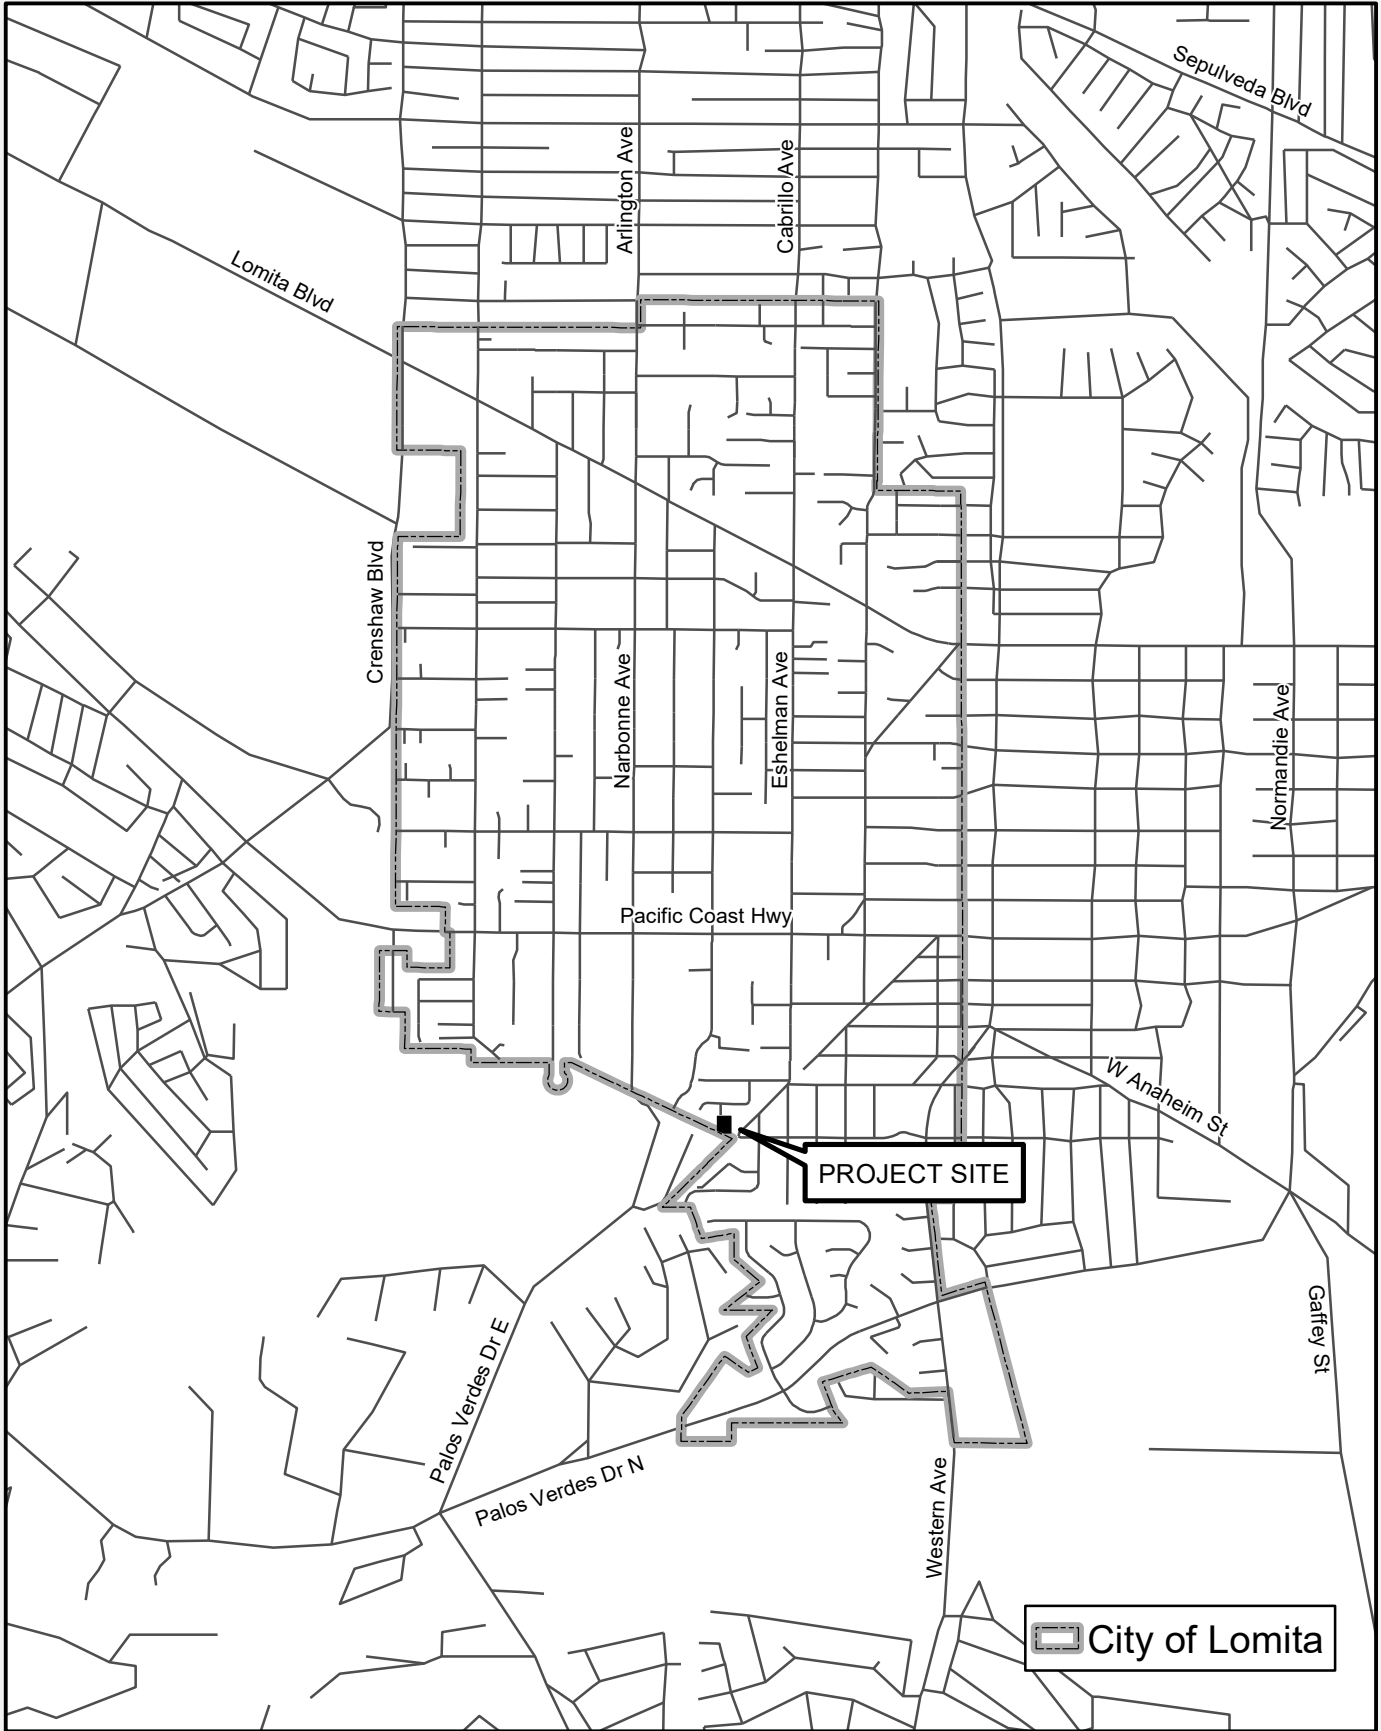 Sepulveda Blvd
Arlington Ave
Cabrillo Ave
Lomita Blvd
Crenshaw Blvd
Narbonne Ave
Eshelman Ave
Normandie Ave
Pacific Coast Hwy
W Anaheim St
PROJECT SITE
Gaffey St
Palos Verdes Dr E
Palos Verdes Dr N
Western Ave
City of Lomita